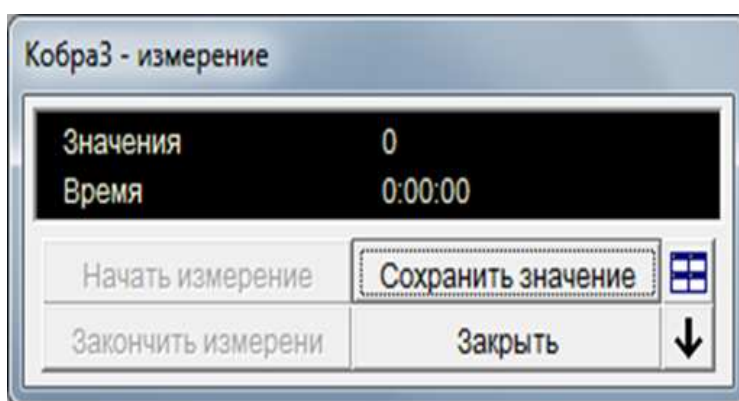 Кобра3 - измерение
Значения 0
Время 0:00:00
Начать измерение Сохранить значение
Закончить измерени Закрыть